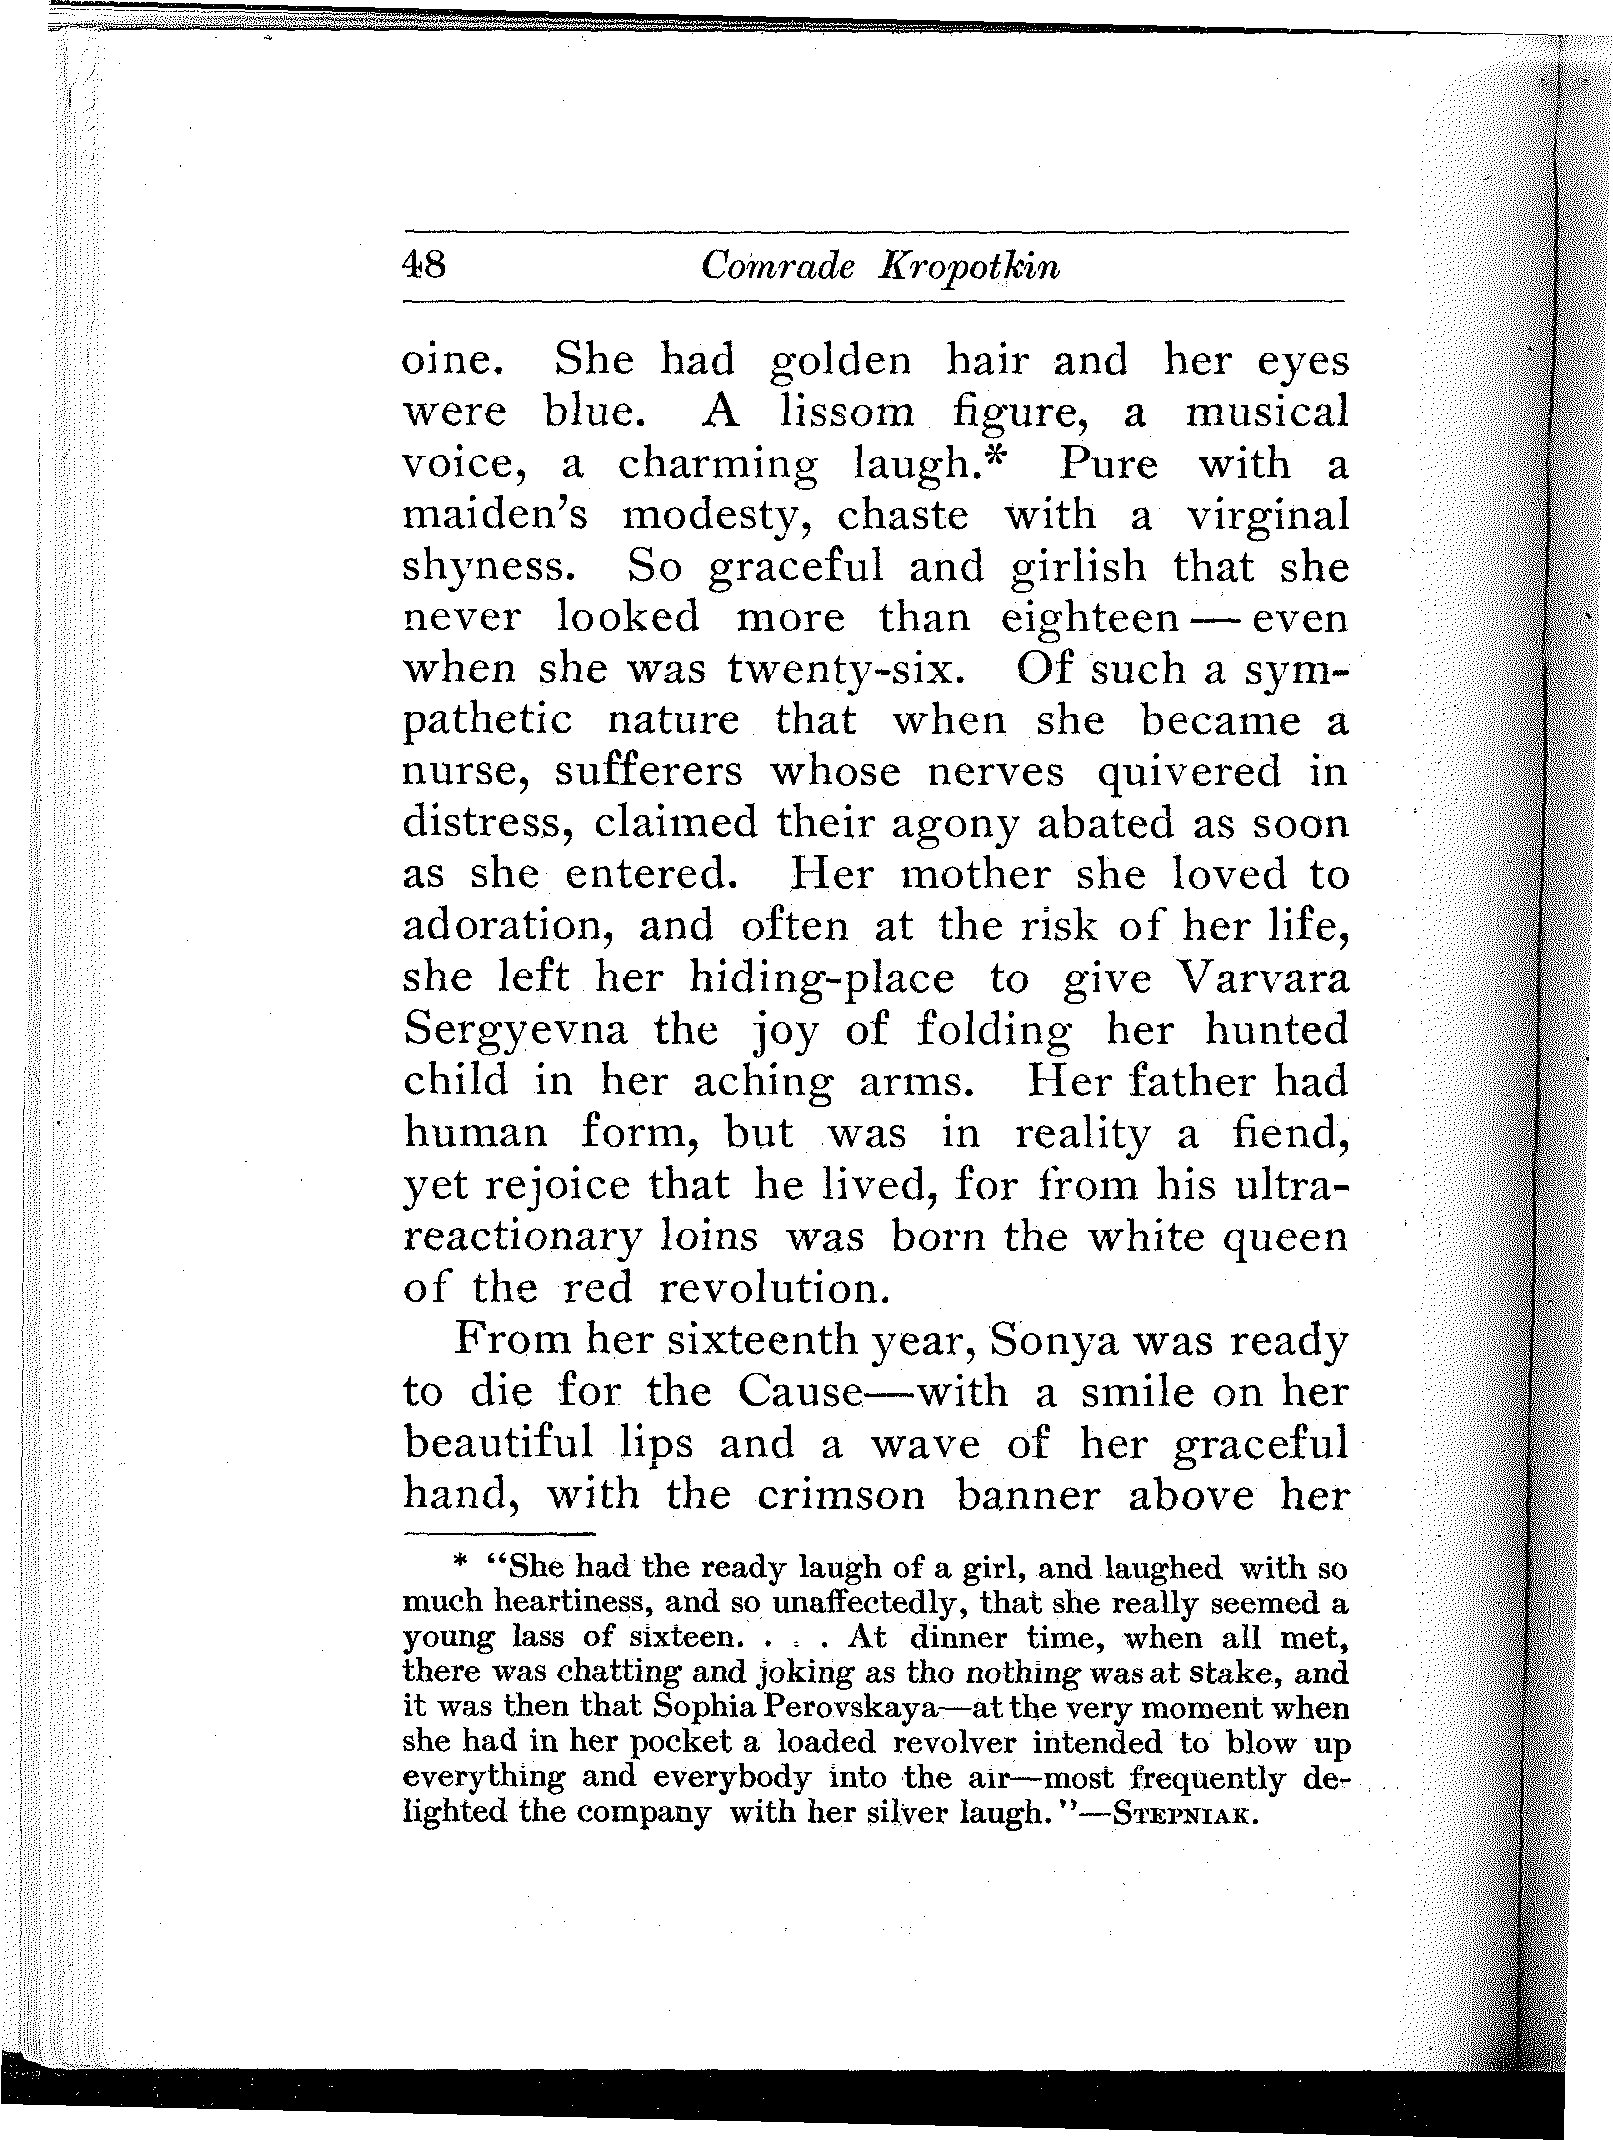 48 Comrade Kropotkin
oine. She had golden hair and her eyes
were blue. A lissom figure, a musical
voice, a charming laugh.* Pure with a
maiden's modesty, chaste with a virginal
shyness. So graceful and girlish that she
never looked more than eighteen — even
when she was twenty-six. Of such a sym-
pathetic nature that when she became a
nurse, sufferers whose nerves quivered in
distress, claimed their agony abated as soon
as she entered. Her mother she loved to
adoration, and often at the risk of her life,
she left her hiding-place to give Varvara
Sergyevna the joy of folding her hunted
child in her aching arms. Her father had
human form, but was in reality a fiend,
yet rejoice that he lived, for from his ultra-
reactionary loins was born the white queen
of the red revolution.
From her sixteenth year, Sonya was ready
to die for the Cause—with a smile on her
beautiful lips and a wave of her graceful
hand, with the crimson banner above her
* "She had the ready laugh of a girl, and laughed with so
much heartiness, and so unaffectedly, that she really seemed a
young lass of sixteen. . . . At dinner time, when all met,
there was chatting and joking as tho nothing was at stake, and
it was then that Sophia Perovskaya—at the very moment when
she had in her pocket a loaded revolver intended to blow up
everything and everybody into the air—most frequently de-
lighted the company with her silver laugh."—STEPNIAK.